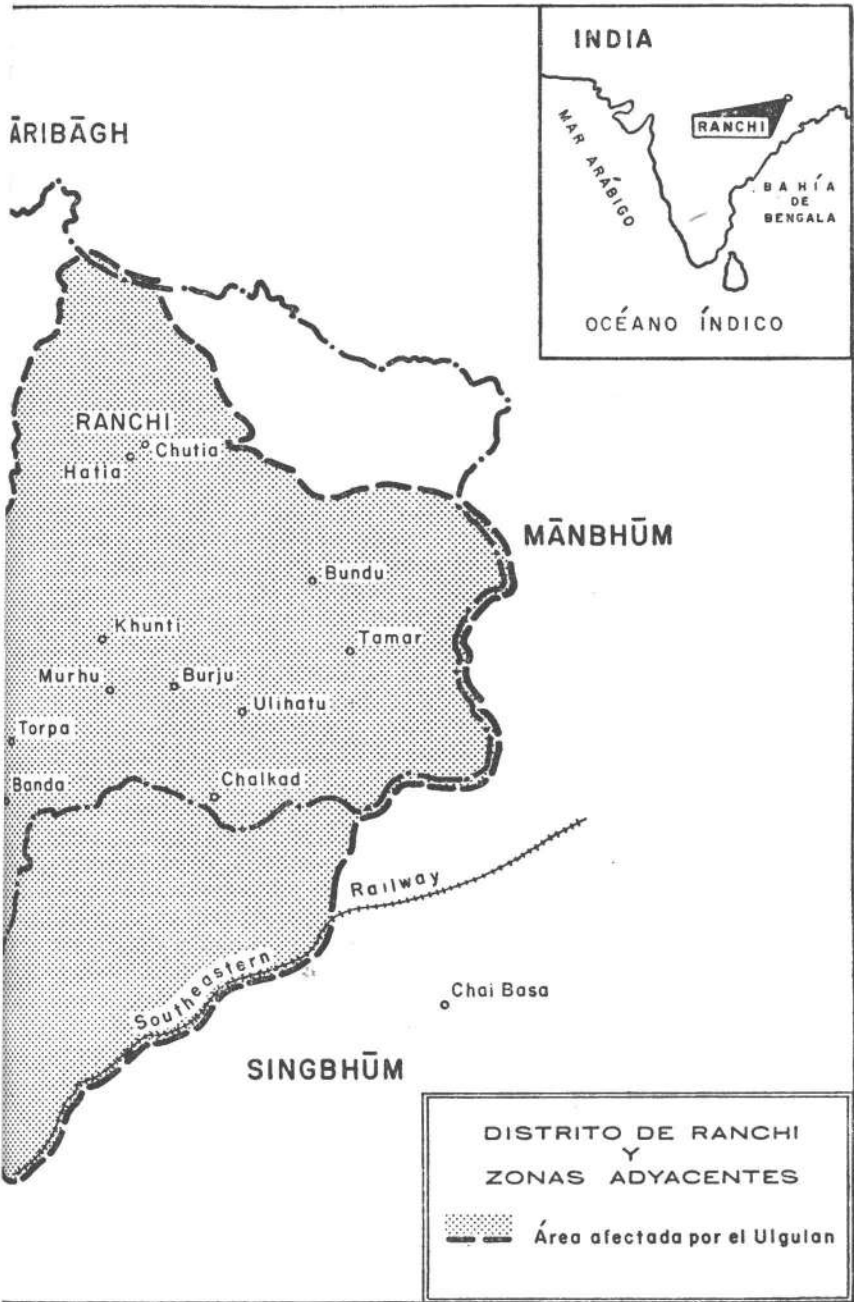 INDIA
MAR ARÁBIGO
RANCHI
BAHÍA
DE
BENGALA
OCÉANO ÍNDICO
ĀRIBĀGH
RANCHI
Chutia
Hatia
MĀNBHŪM
Bundu
Khunti
Tamar
Murhu
Burju
Ulihatu
Torpa
Chalkad
Banda
Southeastern Railway
Chai Basa
SINGBHŪM
DISTRITO DE RANCHI
Y
ZONAS ADYACENTES
Área afectada por el Ulgulan